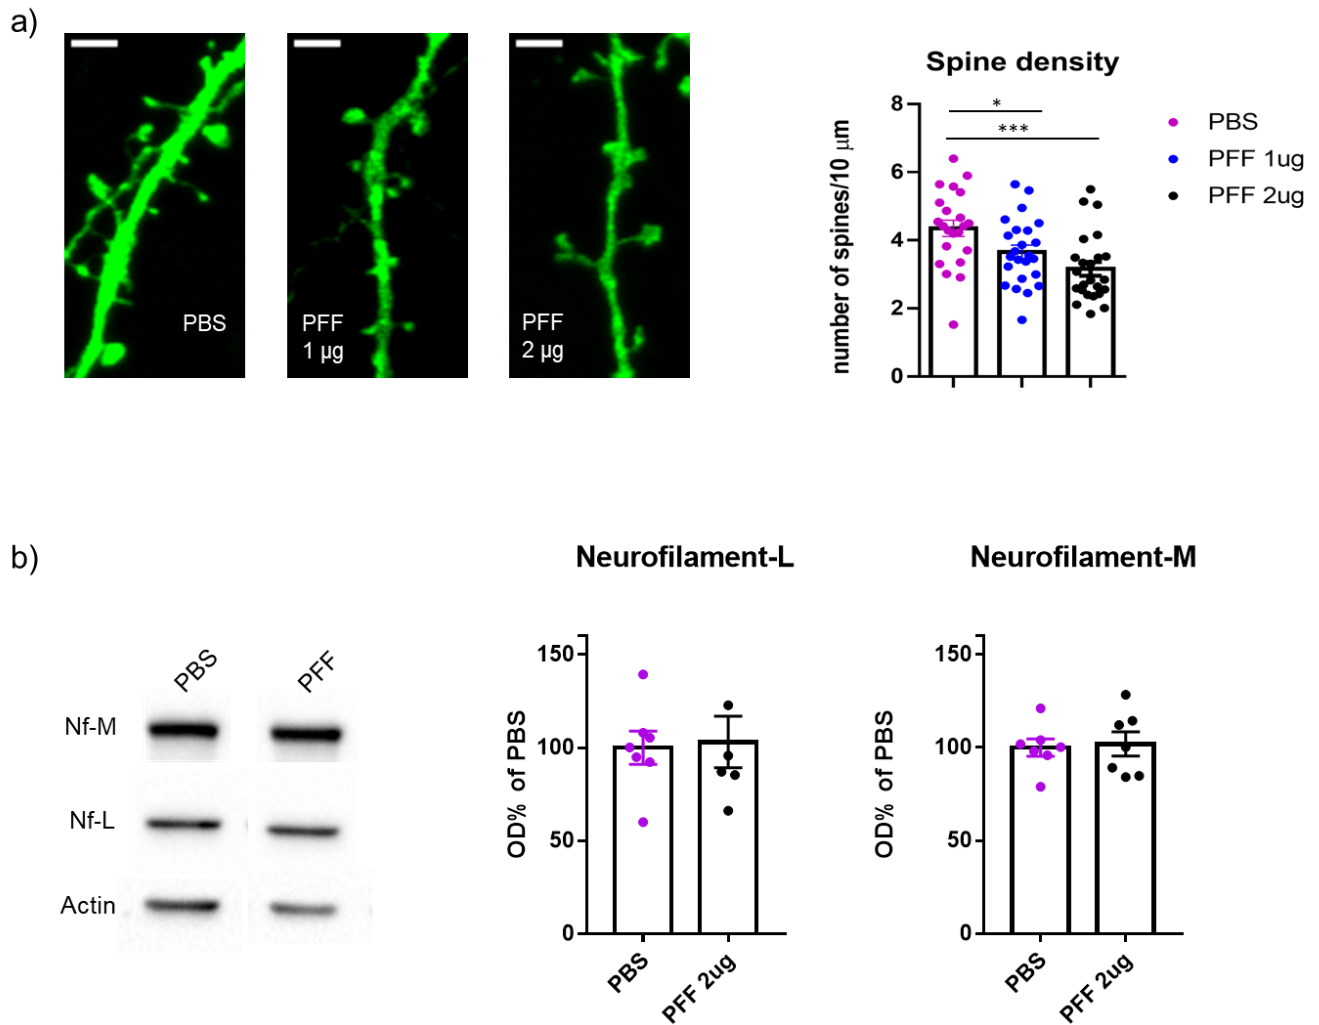 a)
PBS
PFF
1 µg
PFF
2 µg
Spine density
number of spines/10 µm
8
6
4
2
0
*
***
PBS
PFF 1ug
PFF 2ug
b)
PBS
PFF
Nf-M
Nf-L
Actin
Neurofilament-L
OD% of PBS
150
100
50
0
PBS
PFF 2ug
Neurofilament-M
OD% of PBS
150
100
50
0
PBS
PFF 2ug